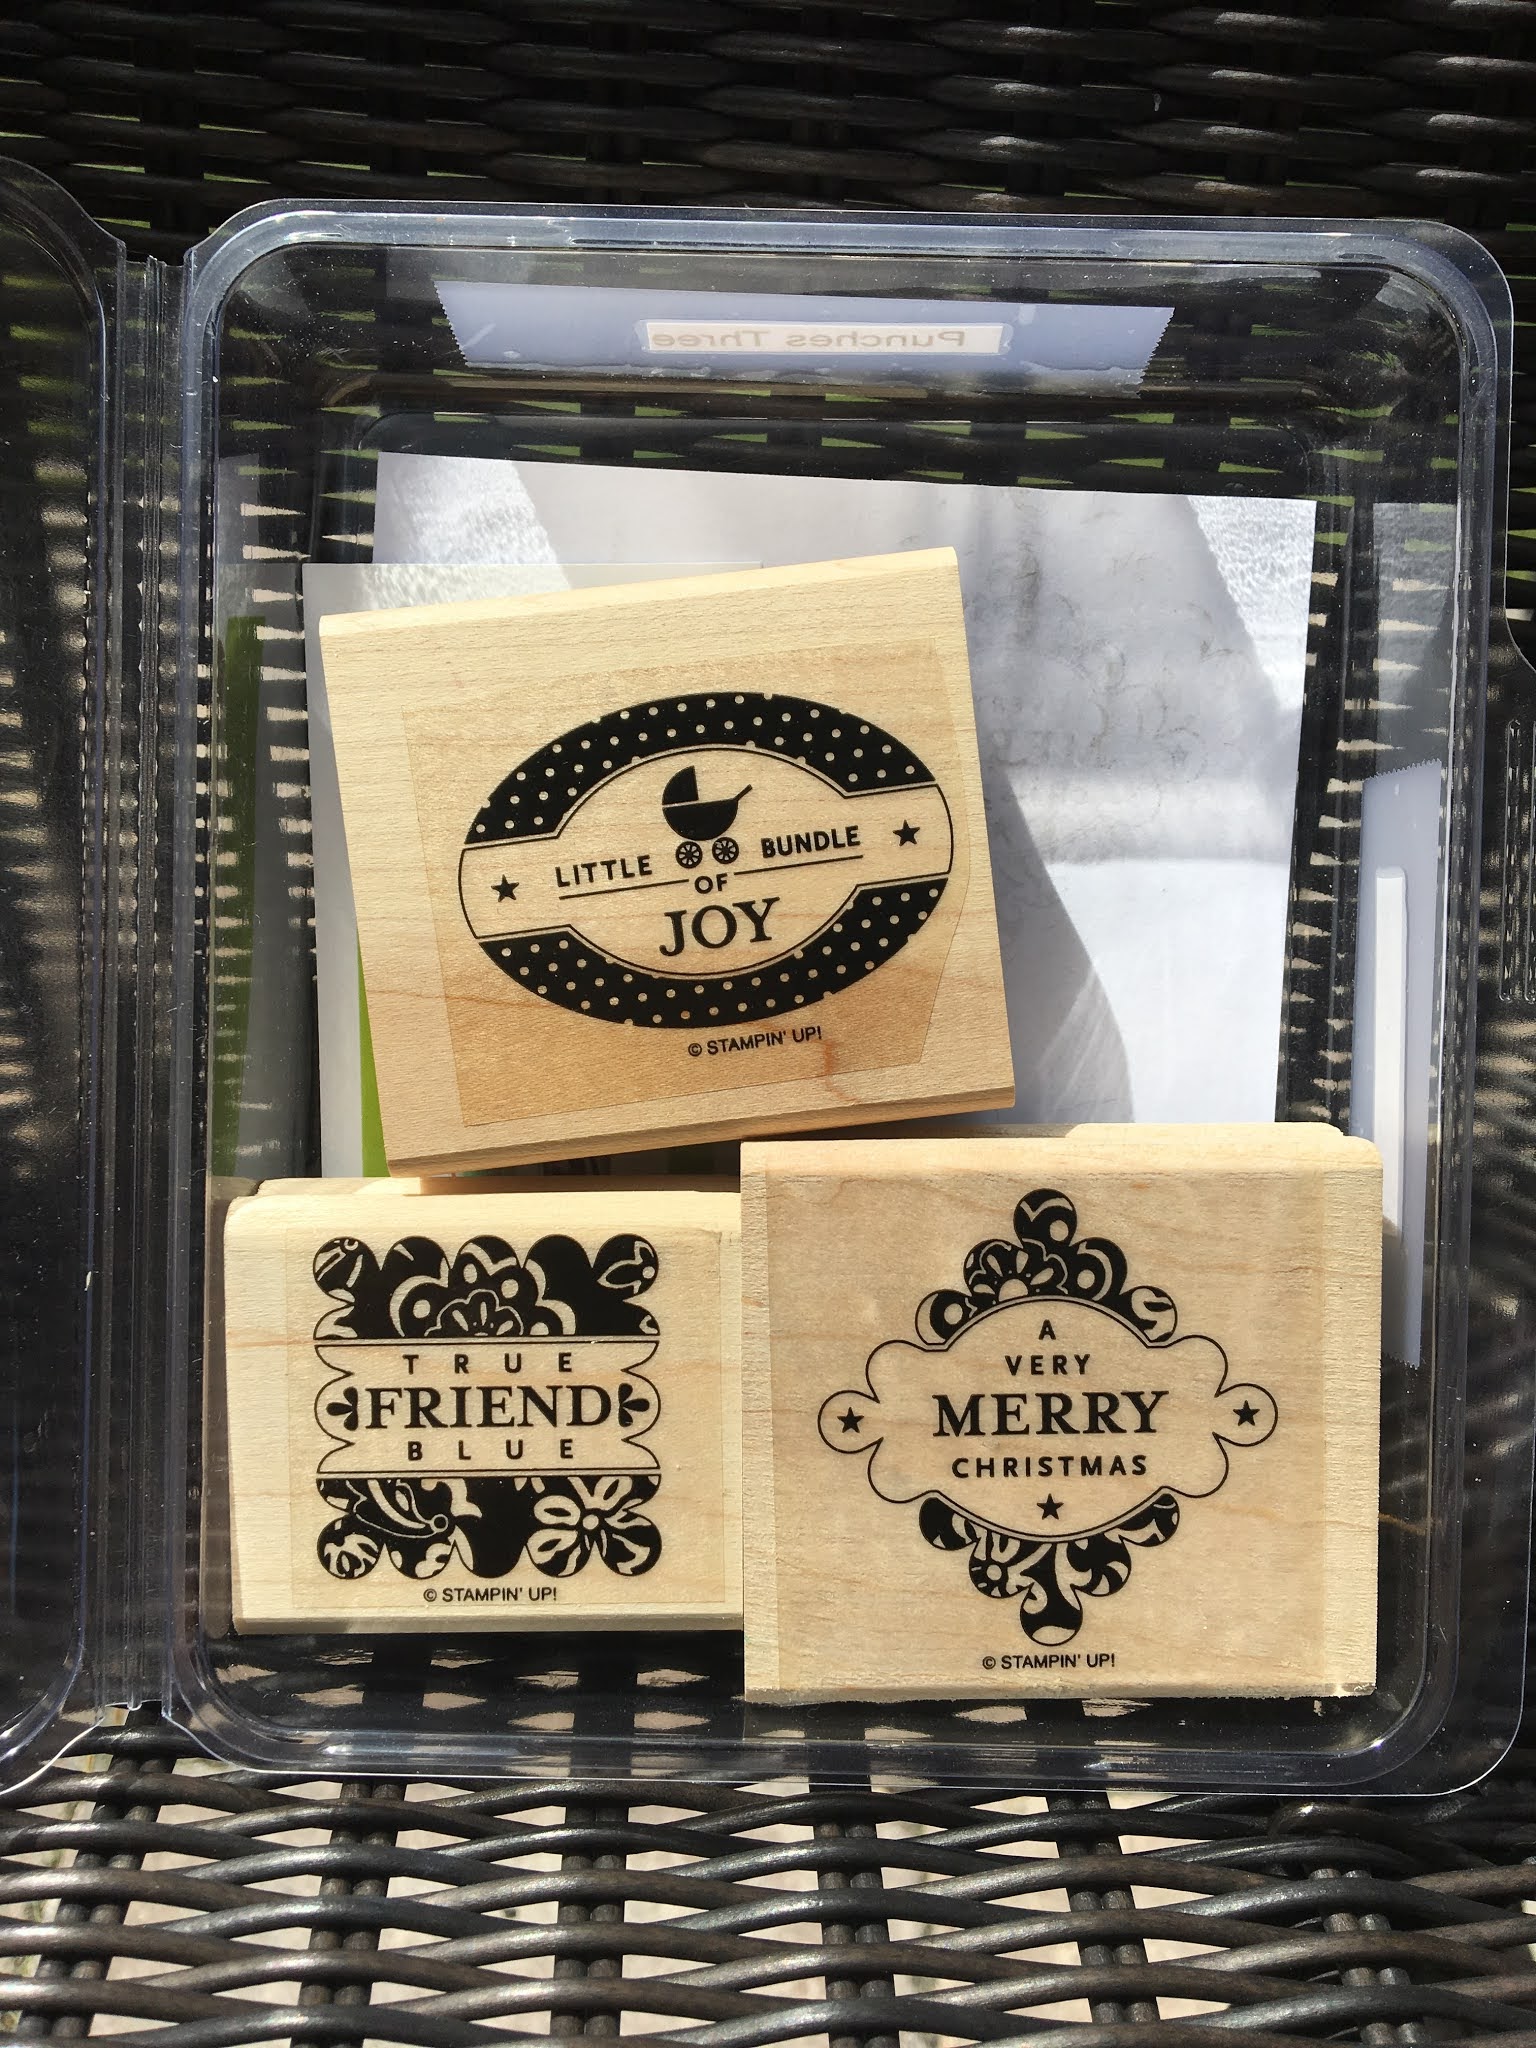 Punches Three
LITTLE BUNDLE
OF
JOY
© STAMPIN' UP!
TRUE
FRIEND
BLUE
© STAMPIN' UP!
A
VERY
MERRY
CHRISTMAS
© STAMPIN' UP!